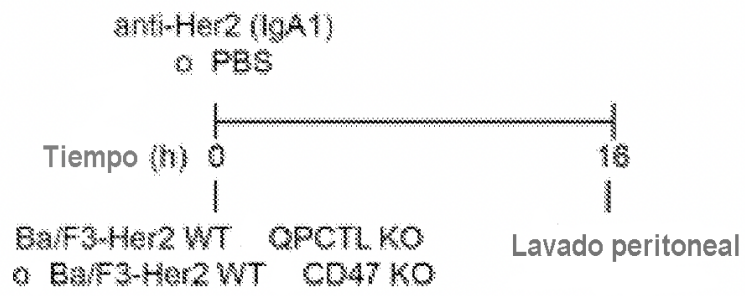 anti-Her2 (IgA1)
o PBS
Tiempo (h) 0 16
Ba/F3-Her2 WT QPCTL KO
o Ba/F3-Her2 WT CD47 KO
Lavado peritoneal